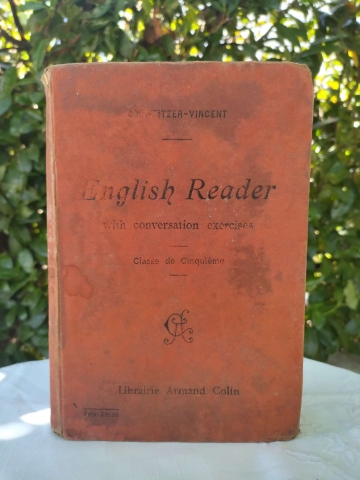 English Reader
with conversation exercises
Classe de Cinquième
Librairie Armand Colin